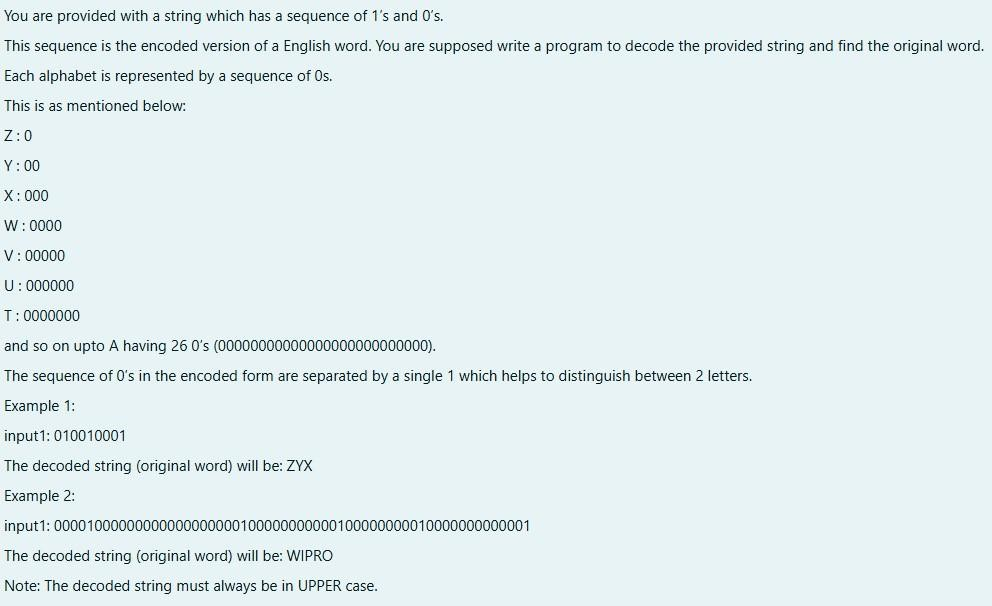 You are provided with a string which has a sequence of 1's and 0's.
This sequence is the encoded version of a English word. You are supposed write a program to decode the provided string and find the original word.
Each alphabet is represented by a sequence of 0s.
This is as mentioned below:
Z : 0
Y : 00
X : 000
W : 0000
V : 00000
U : 000000
T : 0000000
and so on upto A having 26 0's (00000000000000000000000000).
The sequence of 0's in the encoded form are separated by a single 1 which helps to distinguish between 2 letters.
Example 1:
input1: 010010001
The decoded string (original word) will be: ZYX
Example 2:
input1: 00001000000000000000000100000000000100000000010000000000001
The decoded string (original word) will be: WIPRO
Note: The decoded string must always be in UPPER case.